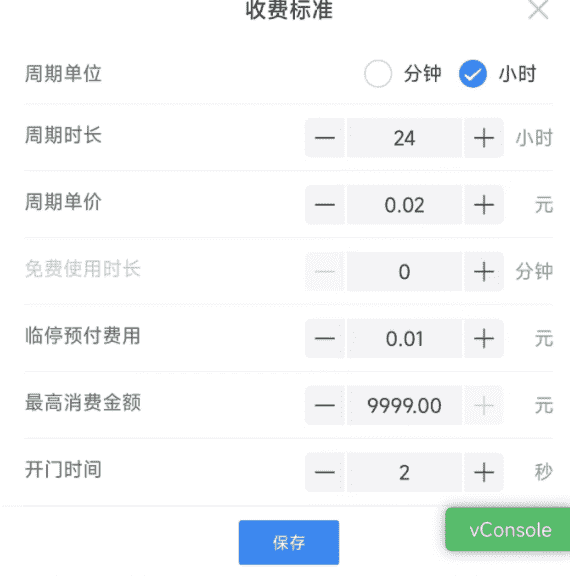 收费标准
周期单位 分钟 小时
周期时长 24 小时
周期单价 0.02 元
免费使用时长 0 分钟
临停预付费用 0.01 元
最高消费金额 9999.00 元
开门时间 2 秒
保存
vConsole